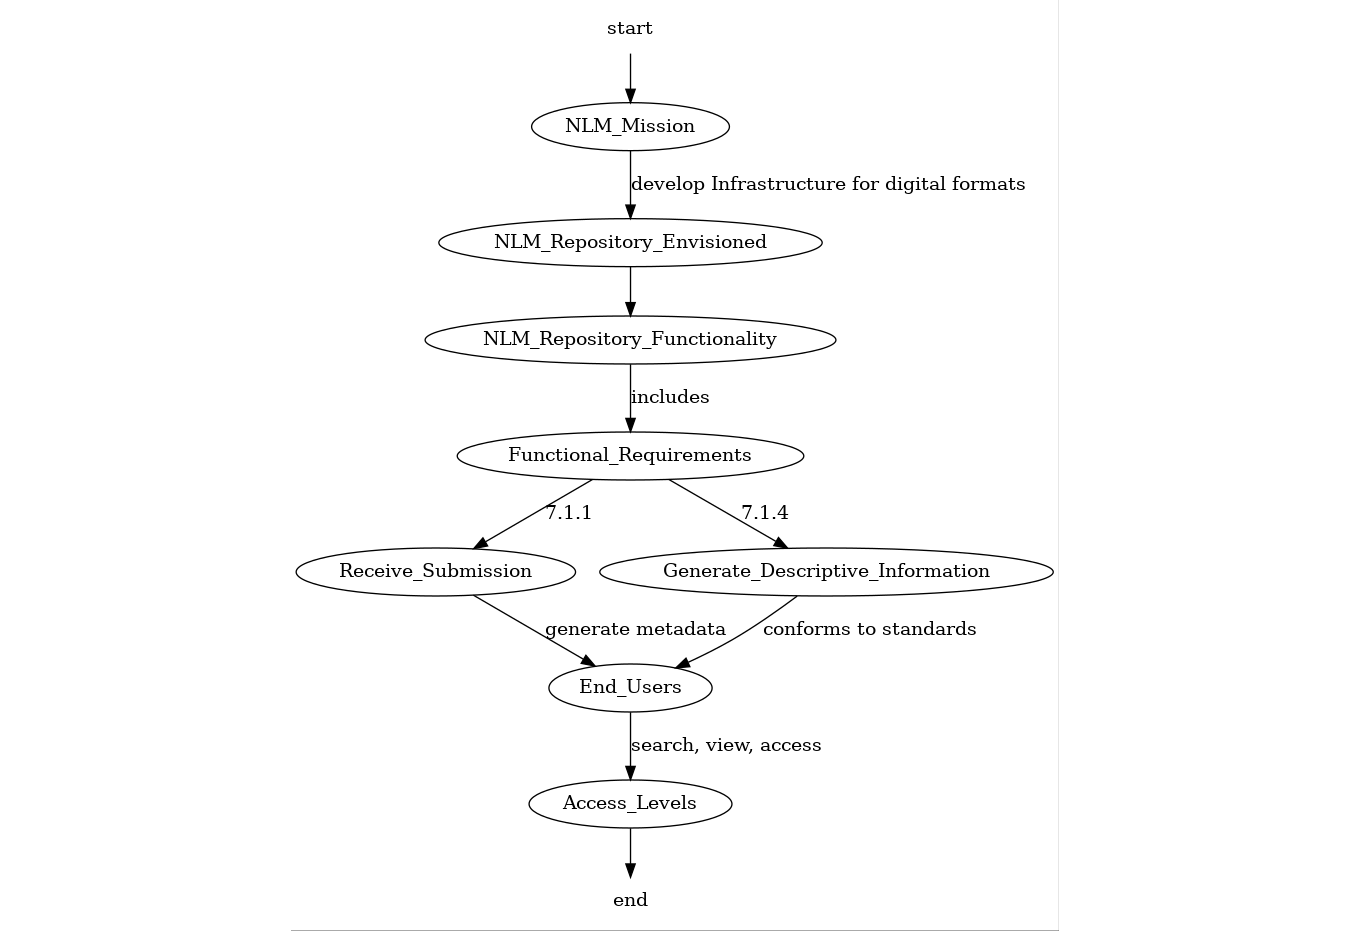 start
NLM_Mission
develop Infrastructure for digital formats
NLM_Repository_Envisioned
NLM_Repository_Functionality
includes
Functional_Requirements
7.1.1
7.1.4
Receive_Submission
Generate_Descriptive_Information
generate metadata
conforms to standards
End_Users
search, view, access
Access_Levels
end